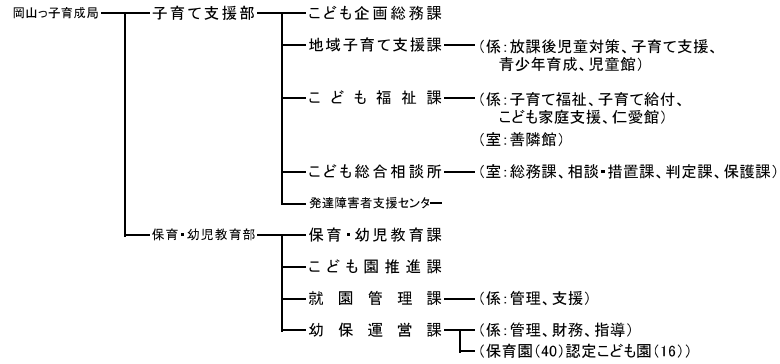 岡山っ子育成局
子育て支援部
こども企画総務課
地域子育て支援課
(係:放課後児童対策、子育て支援、
青少年育成、児童館)
こども福祉課
(係:子育て福祉、子育て給付、
こども家庭支援、仁愛館)
(室:善隣館)
こども総合相談所
(室:総務課、相談・措置課、判定課、保護課)
発達障害者支援センター
保育・幼児教育部
保育・幼児教育課
こども園推進課
就園管理課
(係:管理、支援)
幼保運営課
(係:管理、財務、指導)
(保育園(40)認定こども園(16))